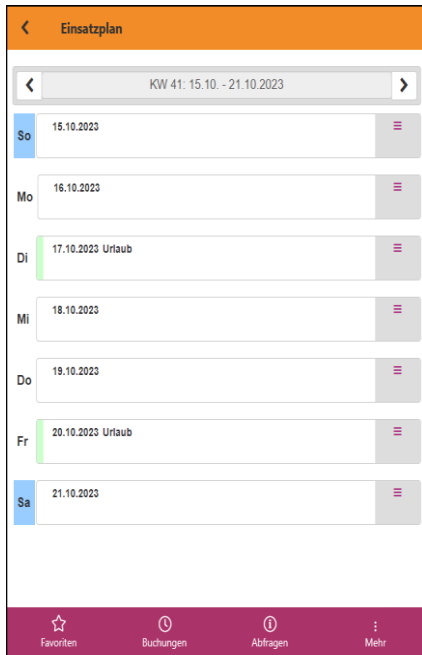 Einsatzplan
KW 41: 15.10. - 21.10.2023
So 15.10.2023
Mo 16.10.2023
Di 17.10.2023 Urlaub
Mi 18.10.2023
Do 19.10.2023
Fr 20.10.2023 Urlaub
Sa 21.10.2023
Favoriten Buchungen Abfragen Mehr